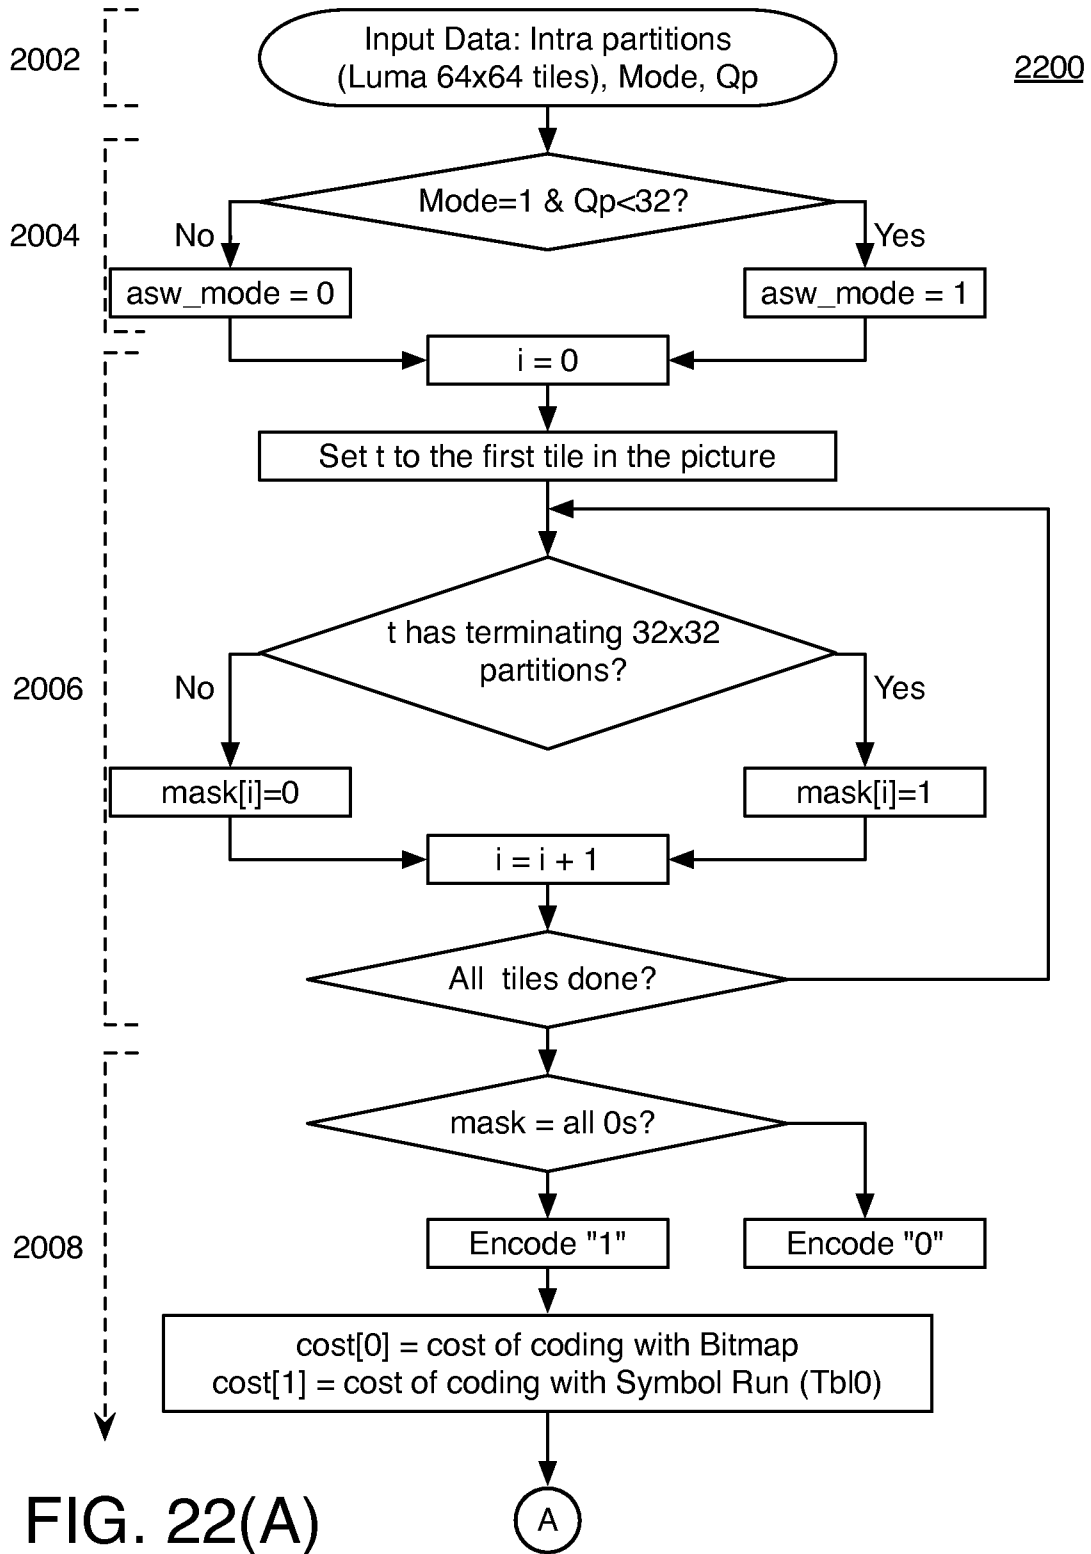 2002
Input Data: Intra partitions
(Luma 64x64 tiles), Mode, Qp
2200
Mode=1 & Qp<32?
2004
No
Yes
asw_mode = 0
asw_mode = 1
i = 0
Set t to the first tile in the picture
t has terminating 32x32
partitions?
2006
No
Yes
mask[i]=0
mask[i]=1
i = i + 1
All tiles done?
mask = all 0s?
2008
Encode "1"
Encode "0"
cost[0] = cost of coding with Bitmap
cost[1] = cost of coding with Symbol Run (Tbl0)
FIG. 22(A)
A